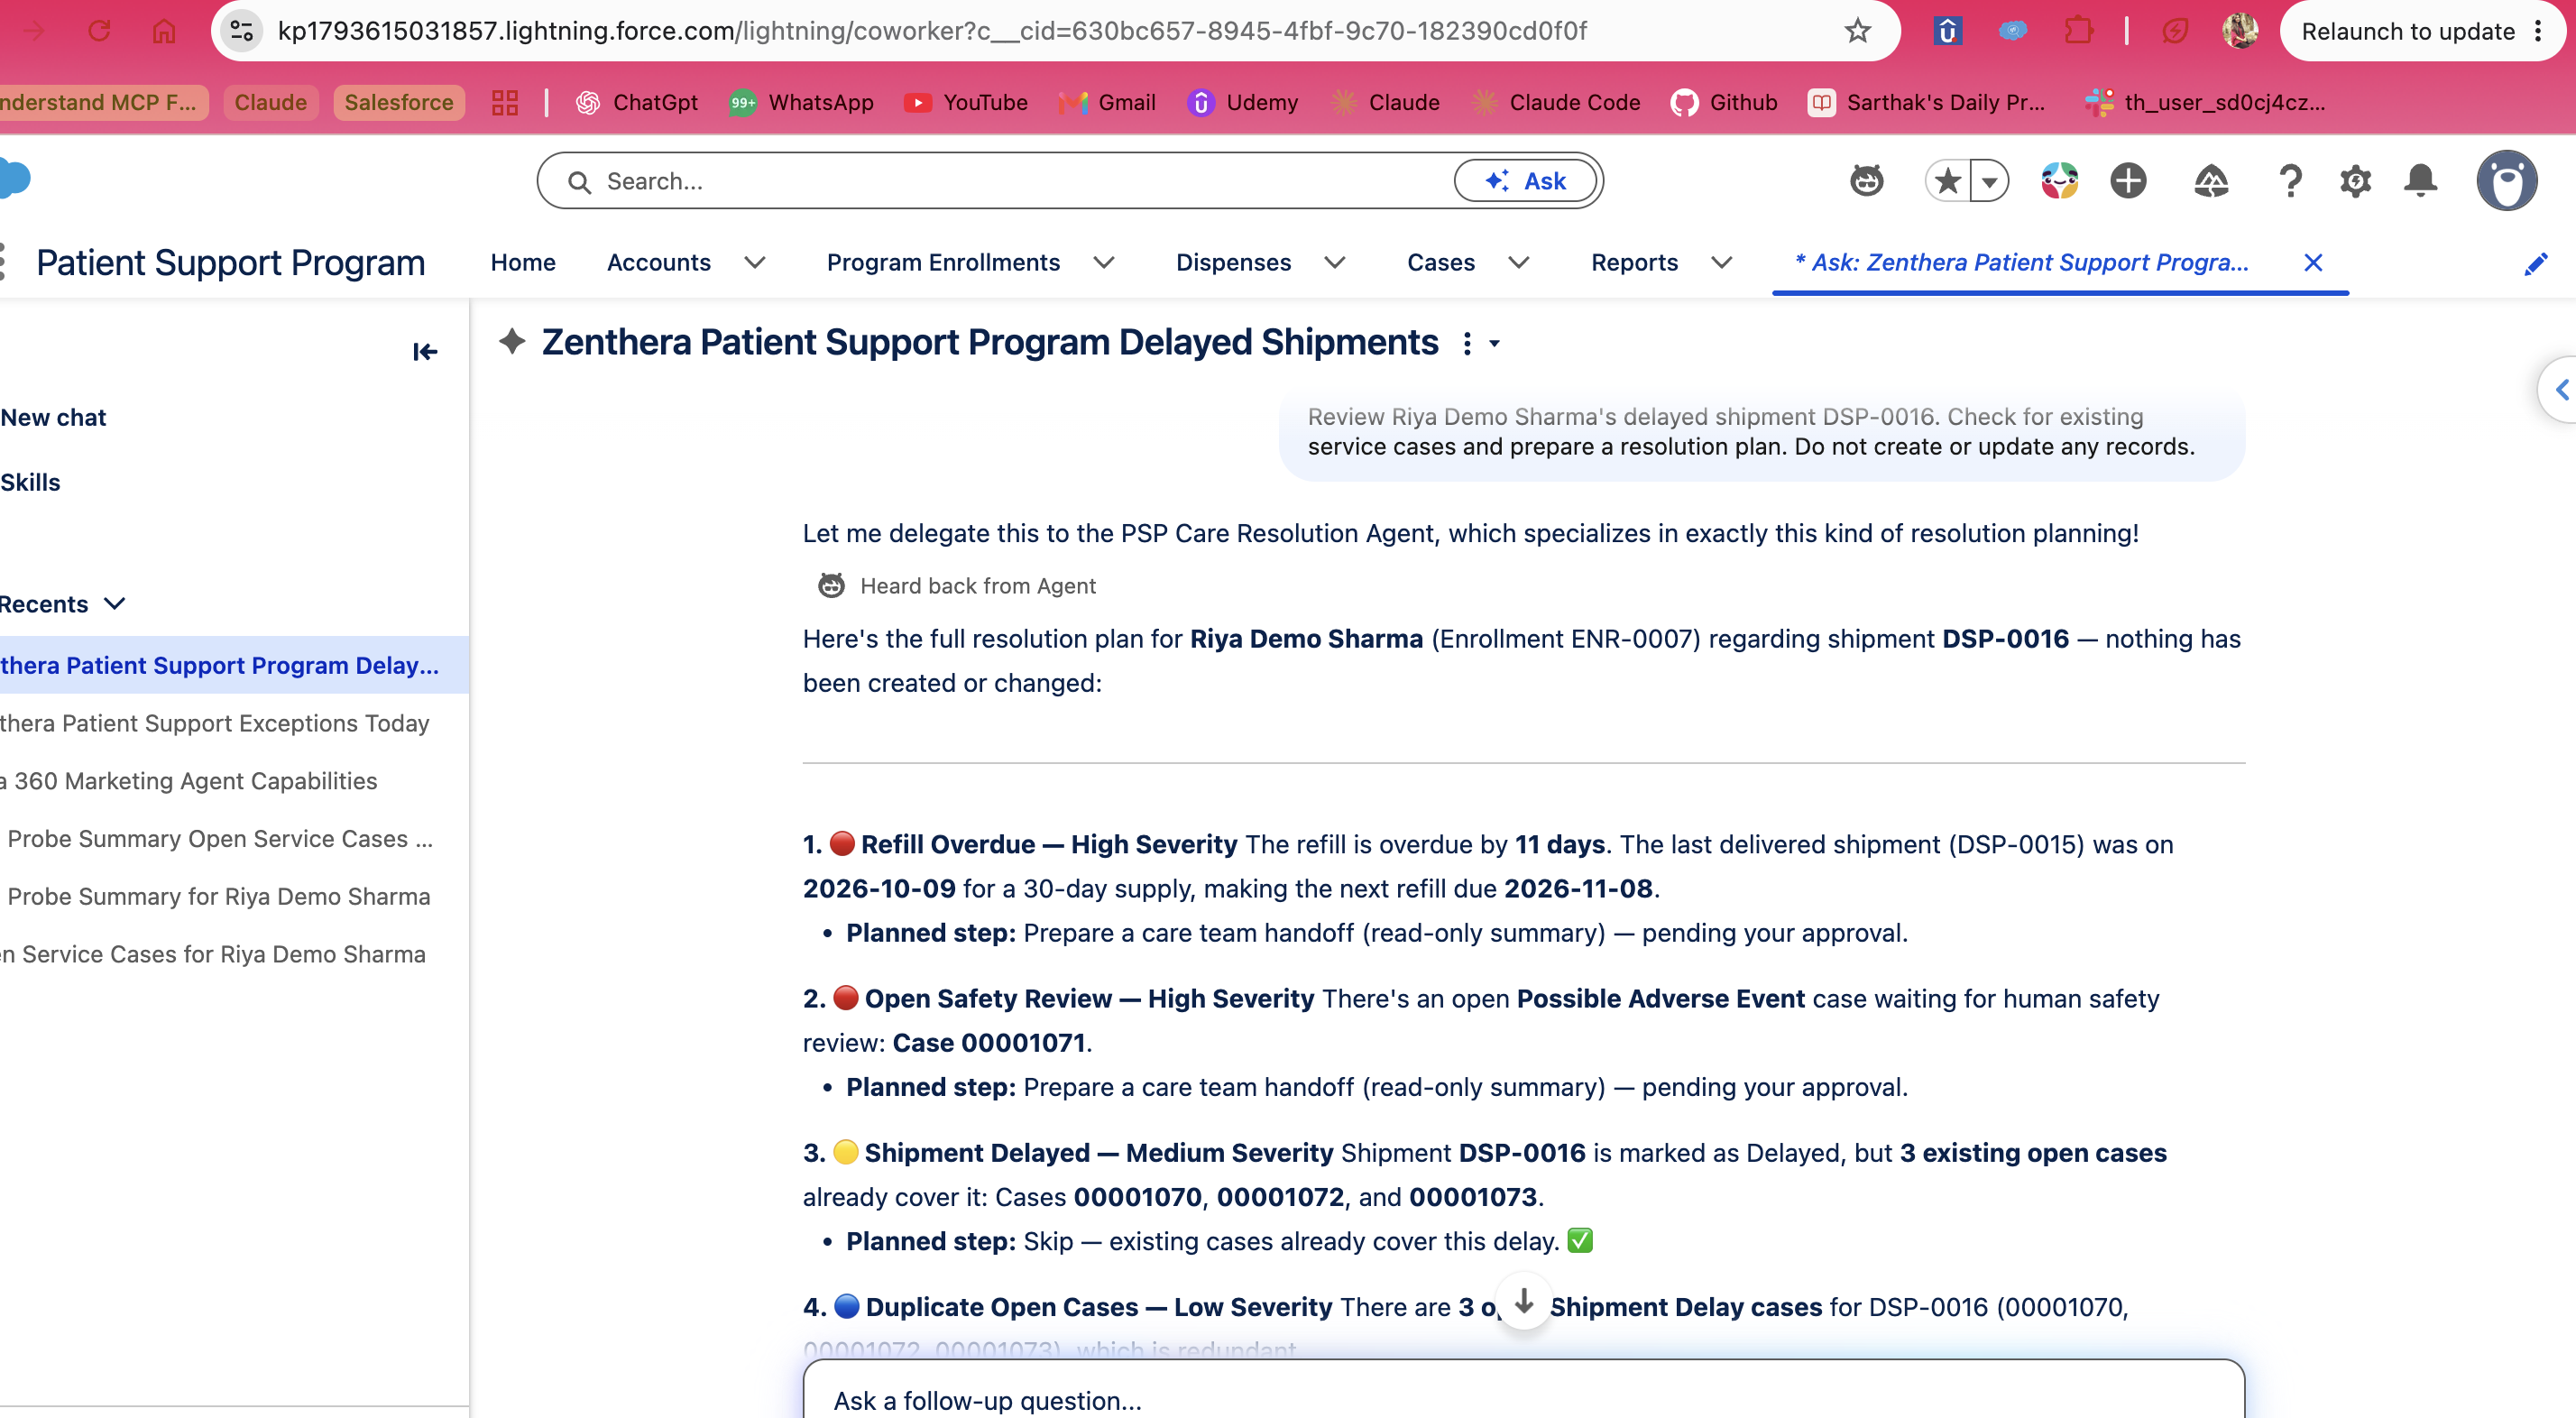 kp1793615031857.lightning.force.com/lightning/coworker?c__cid=630bc657-8945-4fbf-9c70-182390cd0f0f
Relaunch to update
nderstand MCP F...
Claude
Salesforce
ChatGpt
99+
WhatsApp
YouTube
Gmail
Udemy
Claude
Claude Code
Github
Sarthak's Daily Pr...
th_user_sd0cj4cz...
Search...
Ask
Patient Support Program
Home
Accounts
Program Enrollments
Dispenses
Cases
Reports
* Ask: Zenthera Patient Support Progra...
New chat
Skills
Recents
thera Patient Support Program Delay...
thera Patient Support Exceptions Today
a 360 Marketing Agent Capabilities
Probe Summary Open Service Cases ...
Probe Summary for Riya Demo Sharma
en Service Cases for Riya Demo Sharma
Zenthera Patient Support Program Delayed Shipments
Review Riya Demo Sharma's delayed shipment DSP-0016. Check for existing
service cases and prepare a resolution plan. Do not create or update any records.
Let me delegate this to the PSP Care Resolution Agent, which specializes in exactly this kind of resolution planning!
Heard back from Agent
Here's the full resolution plan for Riya Demo Sharma (Enrollment ENR-0007) regarding shipment DSP-0016 — nothing has
been created or changed:
1. 🔴 Refill Overdue — High Severity The refill is overdue by 11 days. The last delivered shipment (DSP-0015) was on
2026-10-09 for a 30-day supply, making the next refill due 2026-11-08.
• Planned step: Prepare a care team handoff (read-only summary) — pending your approval.
2. 🔴 Open Safety Review — High Severity There's an open Possible Adverse Event case waiting for human safety
review: Case 00001071.
• Planned step: Prepare a care team handoff (read-only summary) — pending your approval.
3. 🟡 Shipment Delayed — Medium Severity Shipment DSP-0016 is marked as Delayed, but 3 existing open cases
already cover it: Cases 00001070, 00001072, and 00001073.
• Planned step: Skip — existing cases already cover this delay. ✅
4. 🔵 Duplicate Open Cases — Low Severity There are 3 o Shipment Delay cases for DSP-0016 (00001070,
00001072, 00001073), which is redundant
Ask a follow-up question...